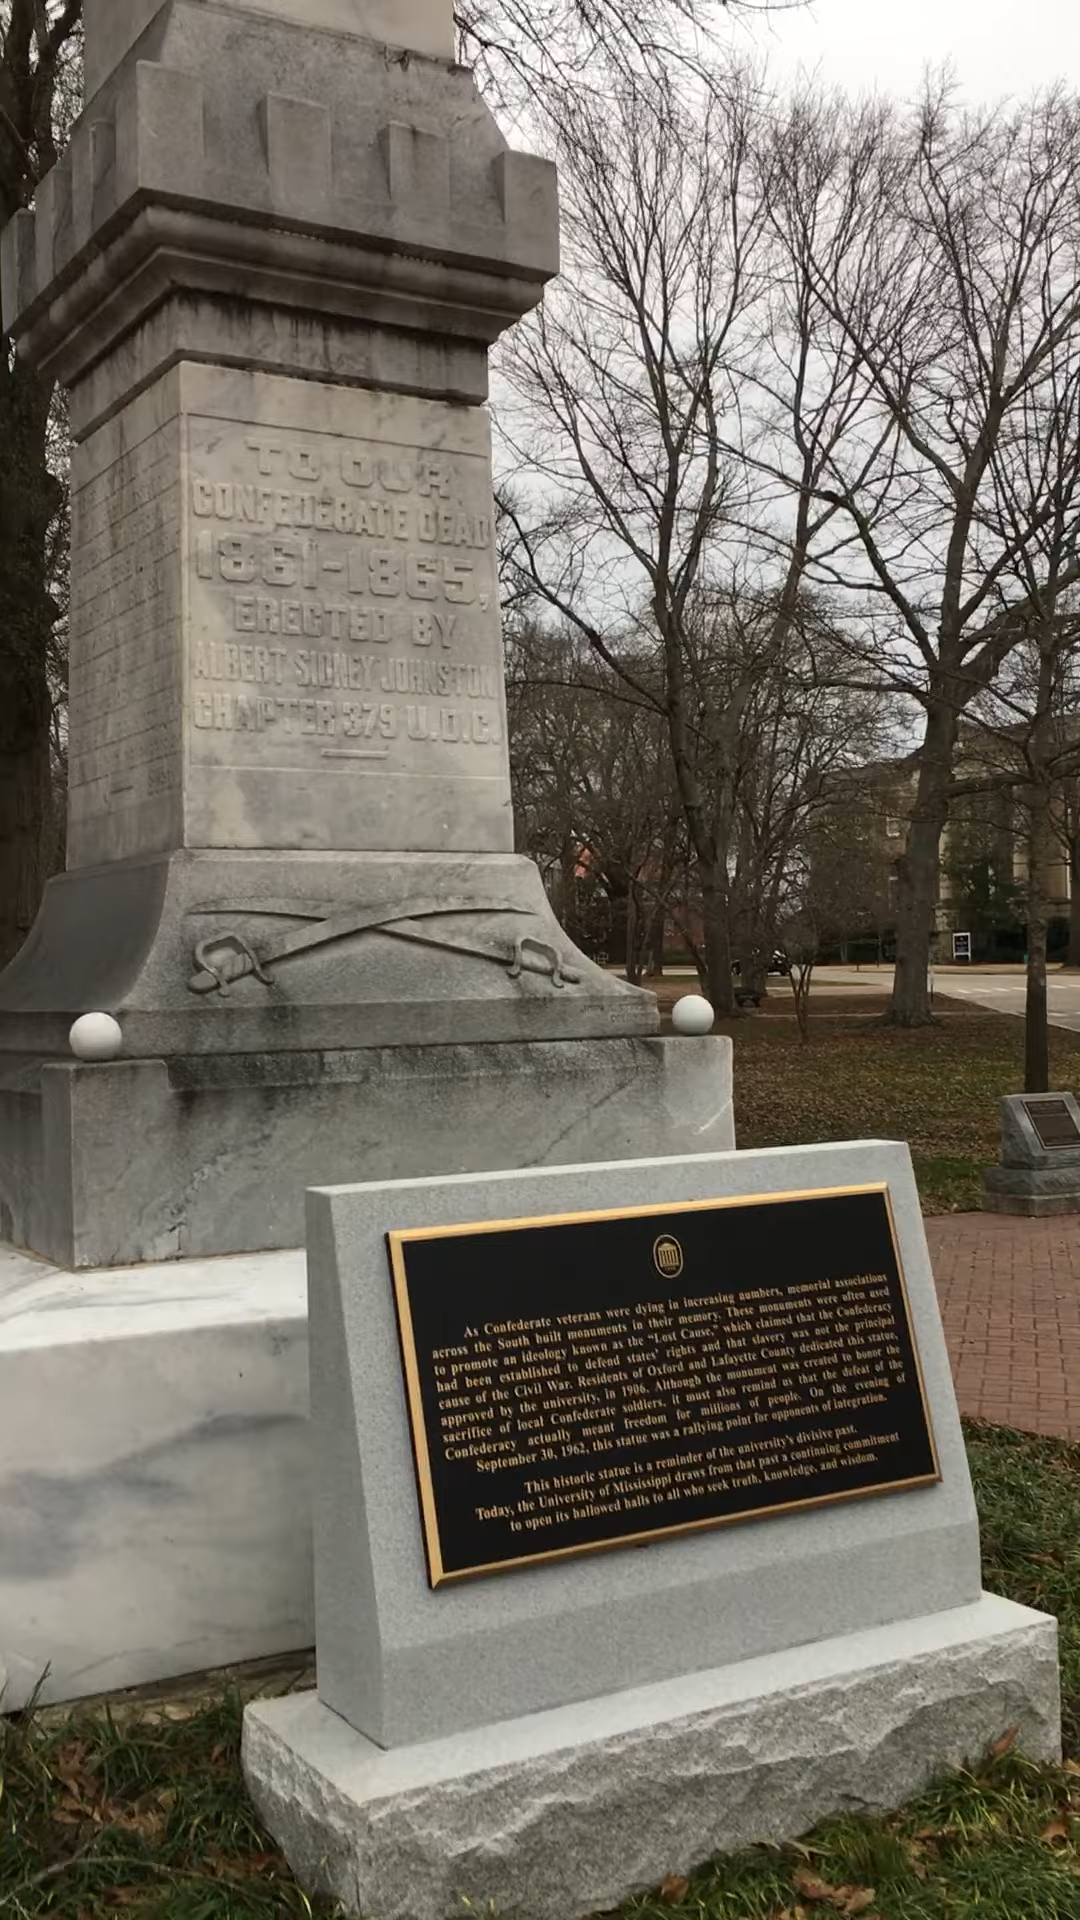 TO OUR
CONFEDERATE DEAD
1861-1865,
ERECTED BY
ALBERT SIDNEY JOHNSTON
CHAPTER 379 U.D.C.
As Confederate veterans were dying in increasing numbers, memorial associations
across the South built monuments in their memory. These monuments were often used
to promote an ideology known as the "Lost Cause," which claimed that the Confederacy
had been established to defend states' rights and that slavery was not the principal
cause of the Civil War. Residents of Oxford and Lafayette County dedicated this statue,
approved by the university, in 1906. Although the monument was created to honor the
sacrifice of local Confederate soldiers, it must also remind us that the defeat of the
Confederacy actually meant freedom for millions of people. On the evening of
September 30, 1962, this statue was a rallying point for opponents of integration.
This historic statue is a reminder of the university's divisive past.
Today, the University of Mississippi draws from that past a continuing commitment
to open its hallowed halls to all who seek truth, knowledge, and wisdom.